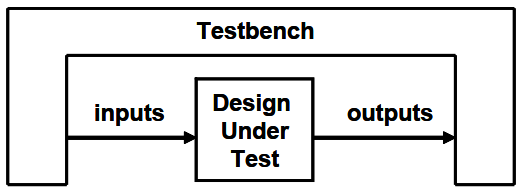 Testbench
inputs
Design
Under
Test
outputs